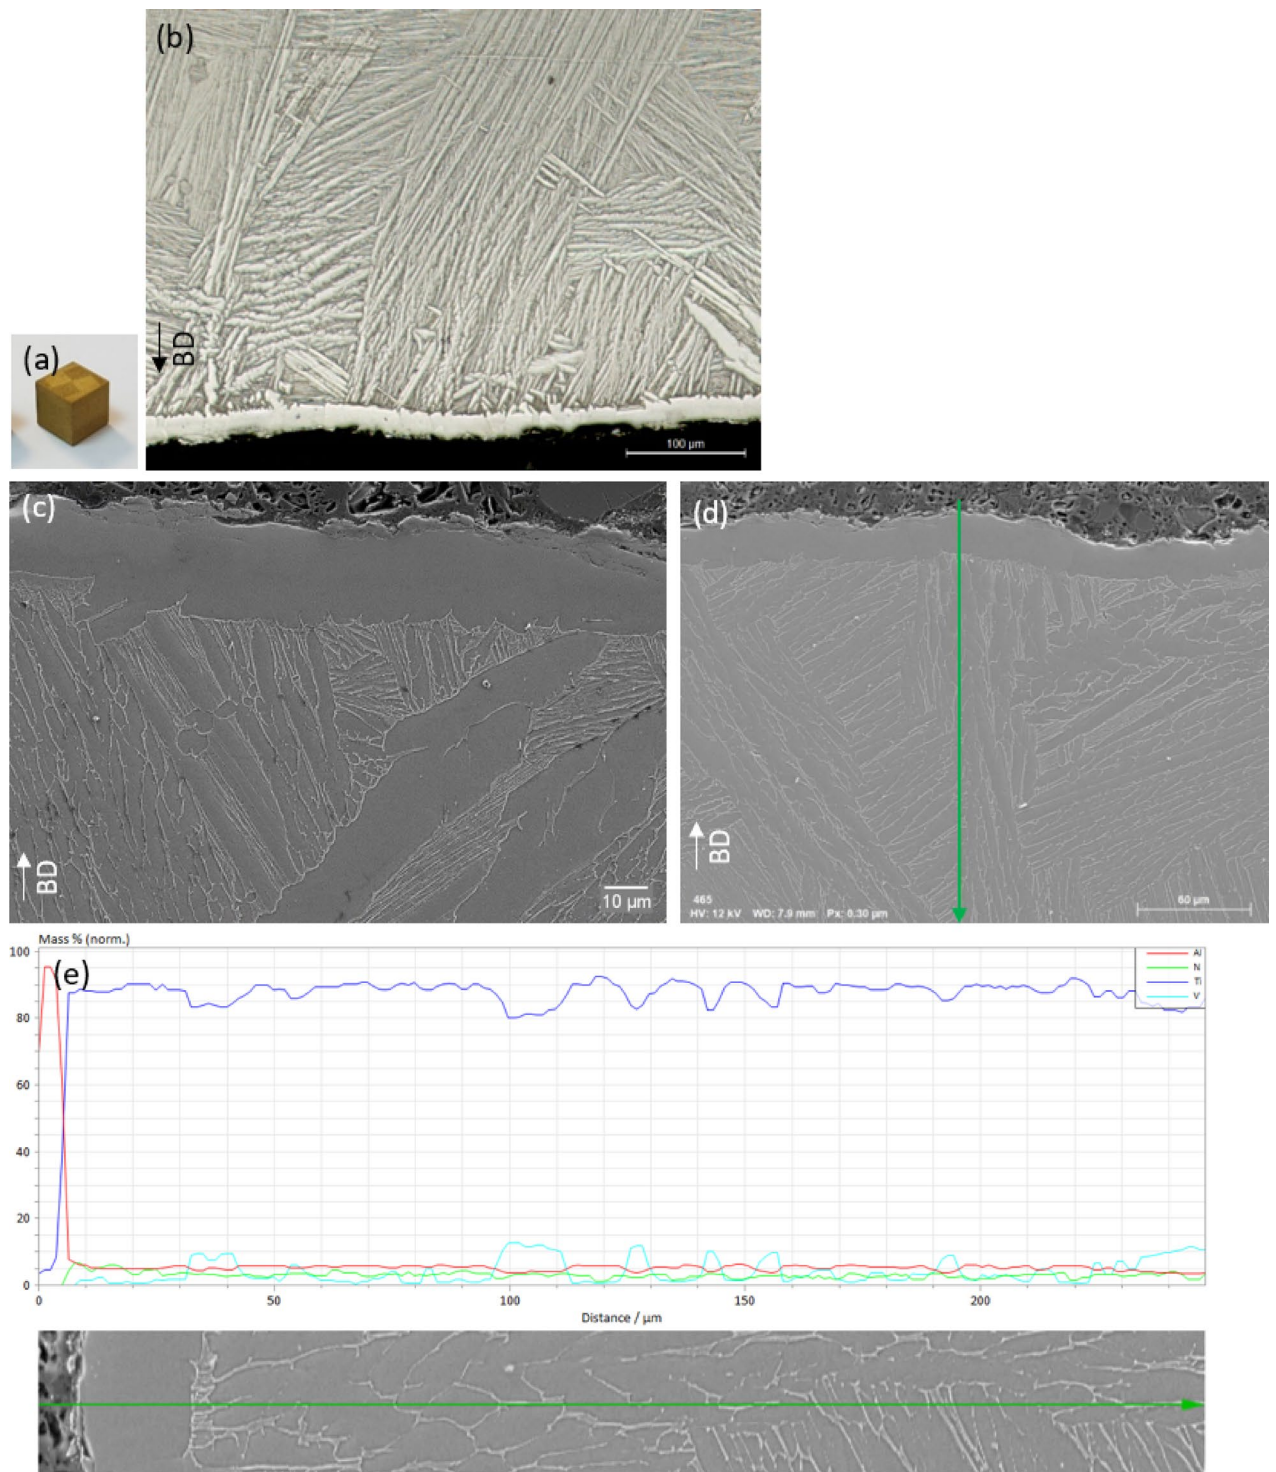 (b)
BD
100 µm
(a)
(c)
BD
10 µm
(d)
BD
465
HV: 12 kV WD: 7.9 mm Px: 0.30 µm
60 µm
Mass % (norm.)
(e)
100
80
60
40
20
0
Al
N
Ti
V
0 50 100 150 200
Distance / µm